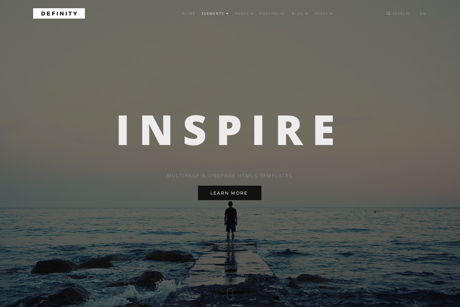 DEFINITY
HOME ELEMENTS PAGES PORTFOLIO BLOG SHOP SEARCH EN
INSPIRE
MULTIPAGE & ONEPAGE HTML5 TEMPLATES
LEARN MORE